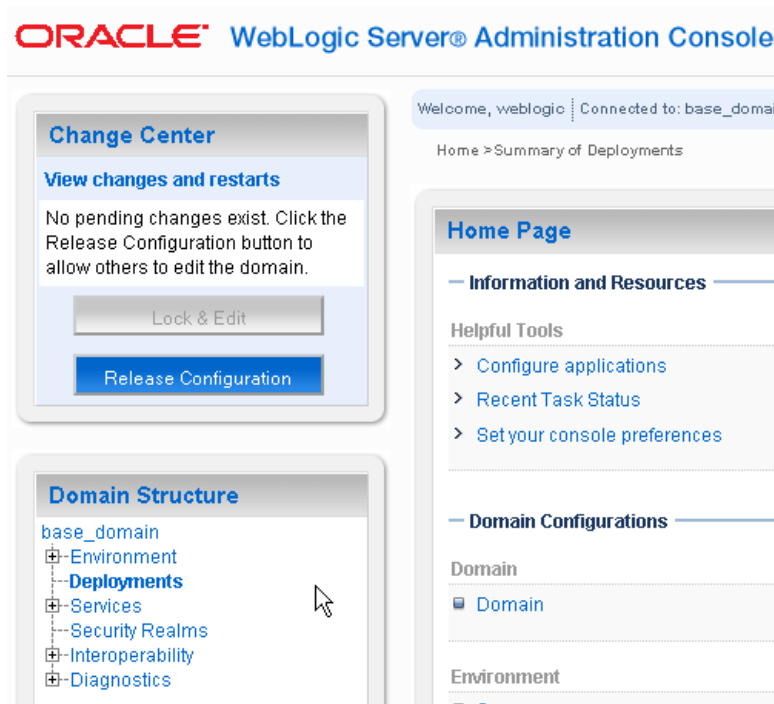 ORACLE® WebLogic Server® Administration Console
Change Center
View changes and restarts
No pending changes exist. Click the
Release Configuration button to
allow others to edit the domain.
Lock & Edit
Release Configuration
Domain Structure
base_domain
Environment
Deployments
Services
Security Realms
Interoperability
Diagnostics
Welcome, weblogic Connected to: base_domai
Home >Summary of Deployments
Home Page
Information and Resources
Helpful Tools
Configure applications
Recent Task Status
Set your console preferences
Domain Configurations
Domain
Domain
Environment